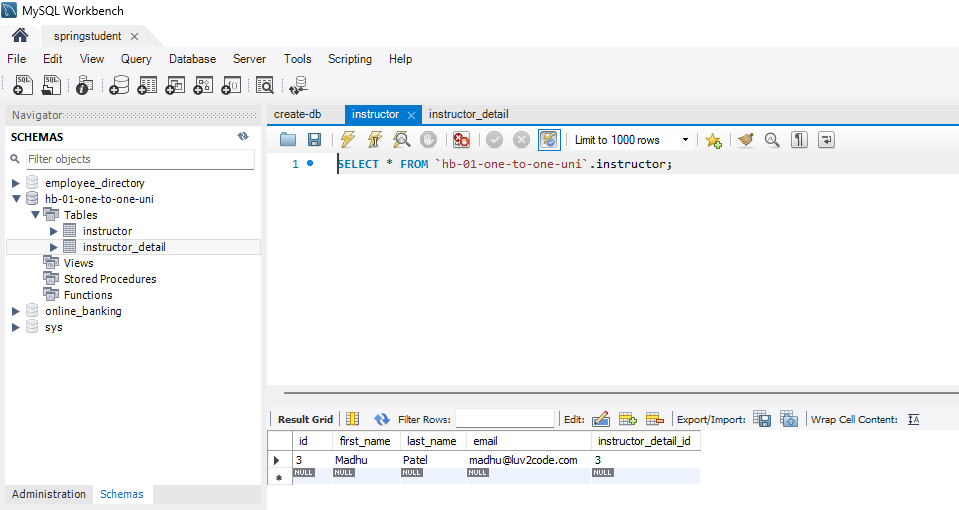 MySQL Workbench
springstudent
File Edit View Query Database Server Tools Scripting Help
SQL SQL
Navigator
SCHEMAS
Filter objects
employee_directory
hb-01-one-to-one-uni
Tables
instructor
instructor_detail
Views
Stored Procedures
Functions
online_banking
sys
Administration Schemas
create-db instructor instructor_detail
Limit to 1000 rows
1 SELECT * FROM `hb-01-one-to-one-uni`.instructor;
Result Grid Filter Rows: Edit: Export/Import: Wrap Cell Content: IA
id first_name last_name email instructor_detail_id
3 Madhu Patel madhu@luv2code.com 3
NULL NULL NULL NULL NULL